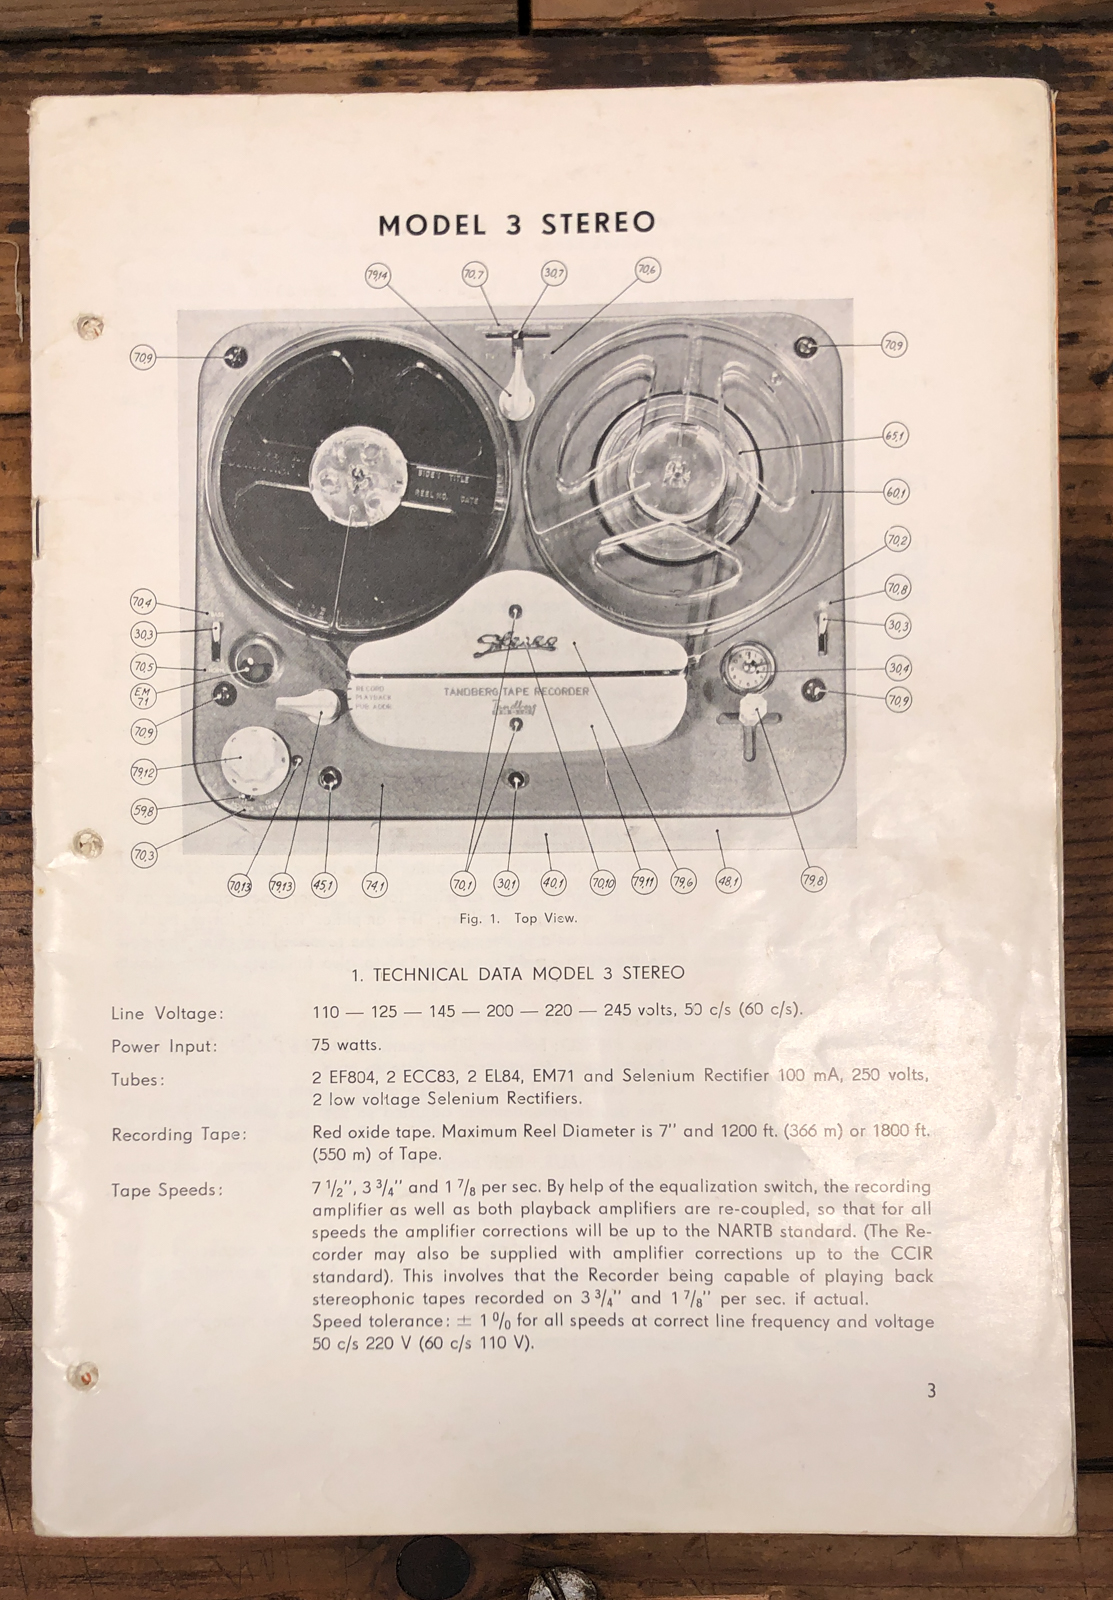 MODEL 3 STEREO
79,14 70,7 30,7 70,6
70,9 70,9
65,1
60,1
70,2
70,4 70,8
30,3 30,3
70,5 30,4
EM 71 70,9
70,9
79,12
59,8
70,3
SIDE 1 TITLE
REEL NO. DATE
Stereo
RECORD
PLAYBACK
TANDBERG TAPE RECORDER
Tandberg
70,13 79,13 45,1 74,1 70,1 30,1 40,1 70,10 79,11 79,6 48,1 79,8
Fig. 1. Top View.
1. TECHNICAL DATA MODEL 3 STEREO
Line Voltage: 110 — 125 — 145 — 200 — 220 — 245 volts, 50 c/s (60 c/s).
Power Input: 75 watts.
Tubes: 2 EF804, 2 ECC83, 2 EL84, EM71 and Selenium Rectifier 100 mA, 250 volts,
2 low voltage Selenium Rectifiers.
Recording Tape: Red oxide tape. Maximum Reel Diameter is 7″ and 1200 ft. (366 m) or 1800 ft.
(550 m) of Tape.
Tape Speeds: 7 1/2″, 3 3/4″ and 1 7/8 per sec. By help of the equalization switch, the recording
amplifier as well as both playback amplifiers are re-coupled, so that for all
speeds the amplifier corrections will be up to the NARTB standard. (The Re-
corder may also be supplied with amplifier corrections up to the CCIR
standard). This involves that the Recorder being capable of playing back
stereophonic tapes recorded on 3 3/4″ and 1 7/8″ per sec. if actual.
Speed tolerance: ± 1 % for all speeds at correct line frequency and voltage
50 c/s 220 V (60 c/s 110 V).
3